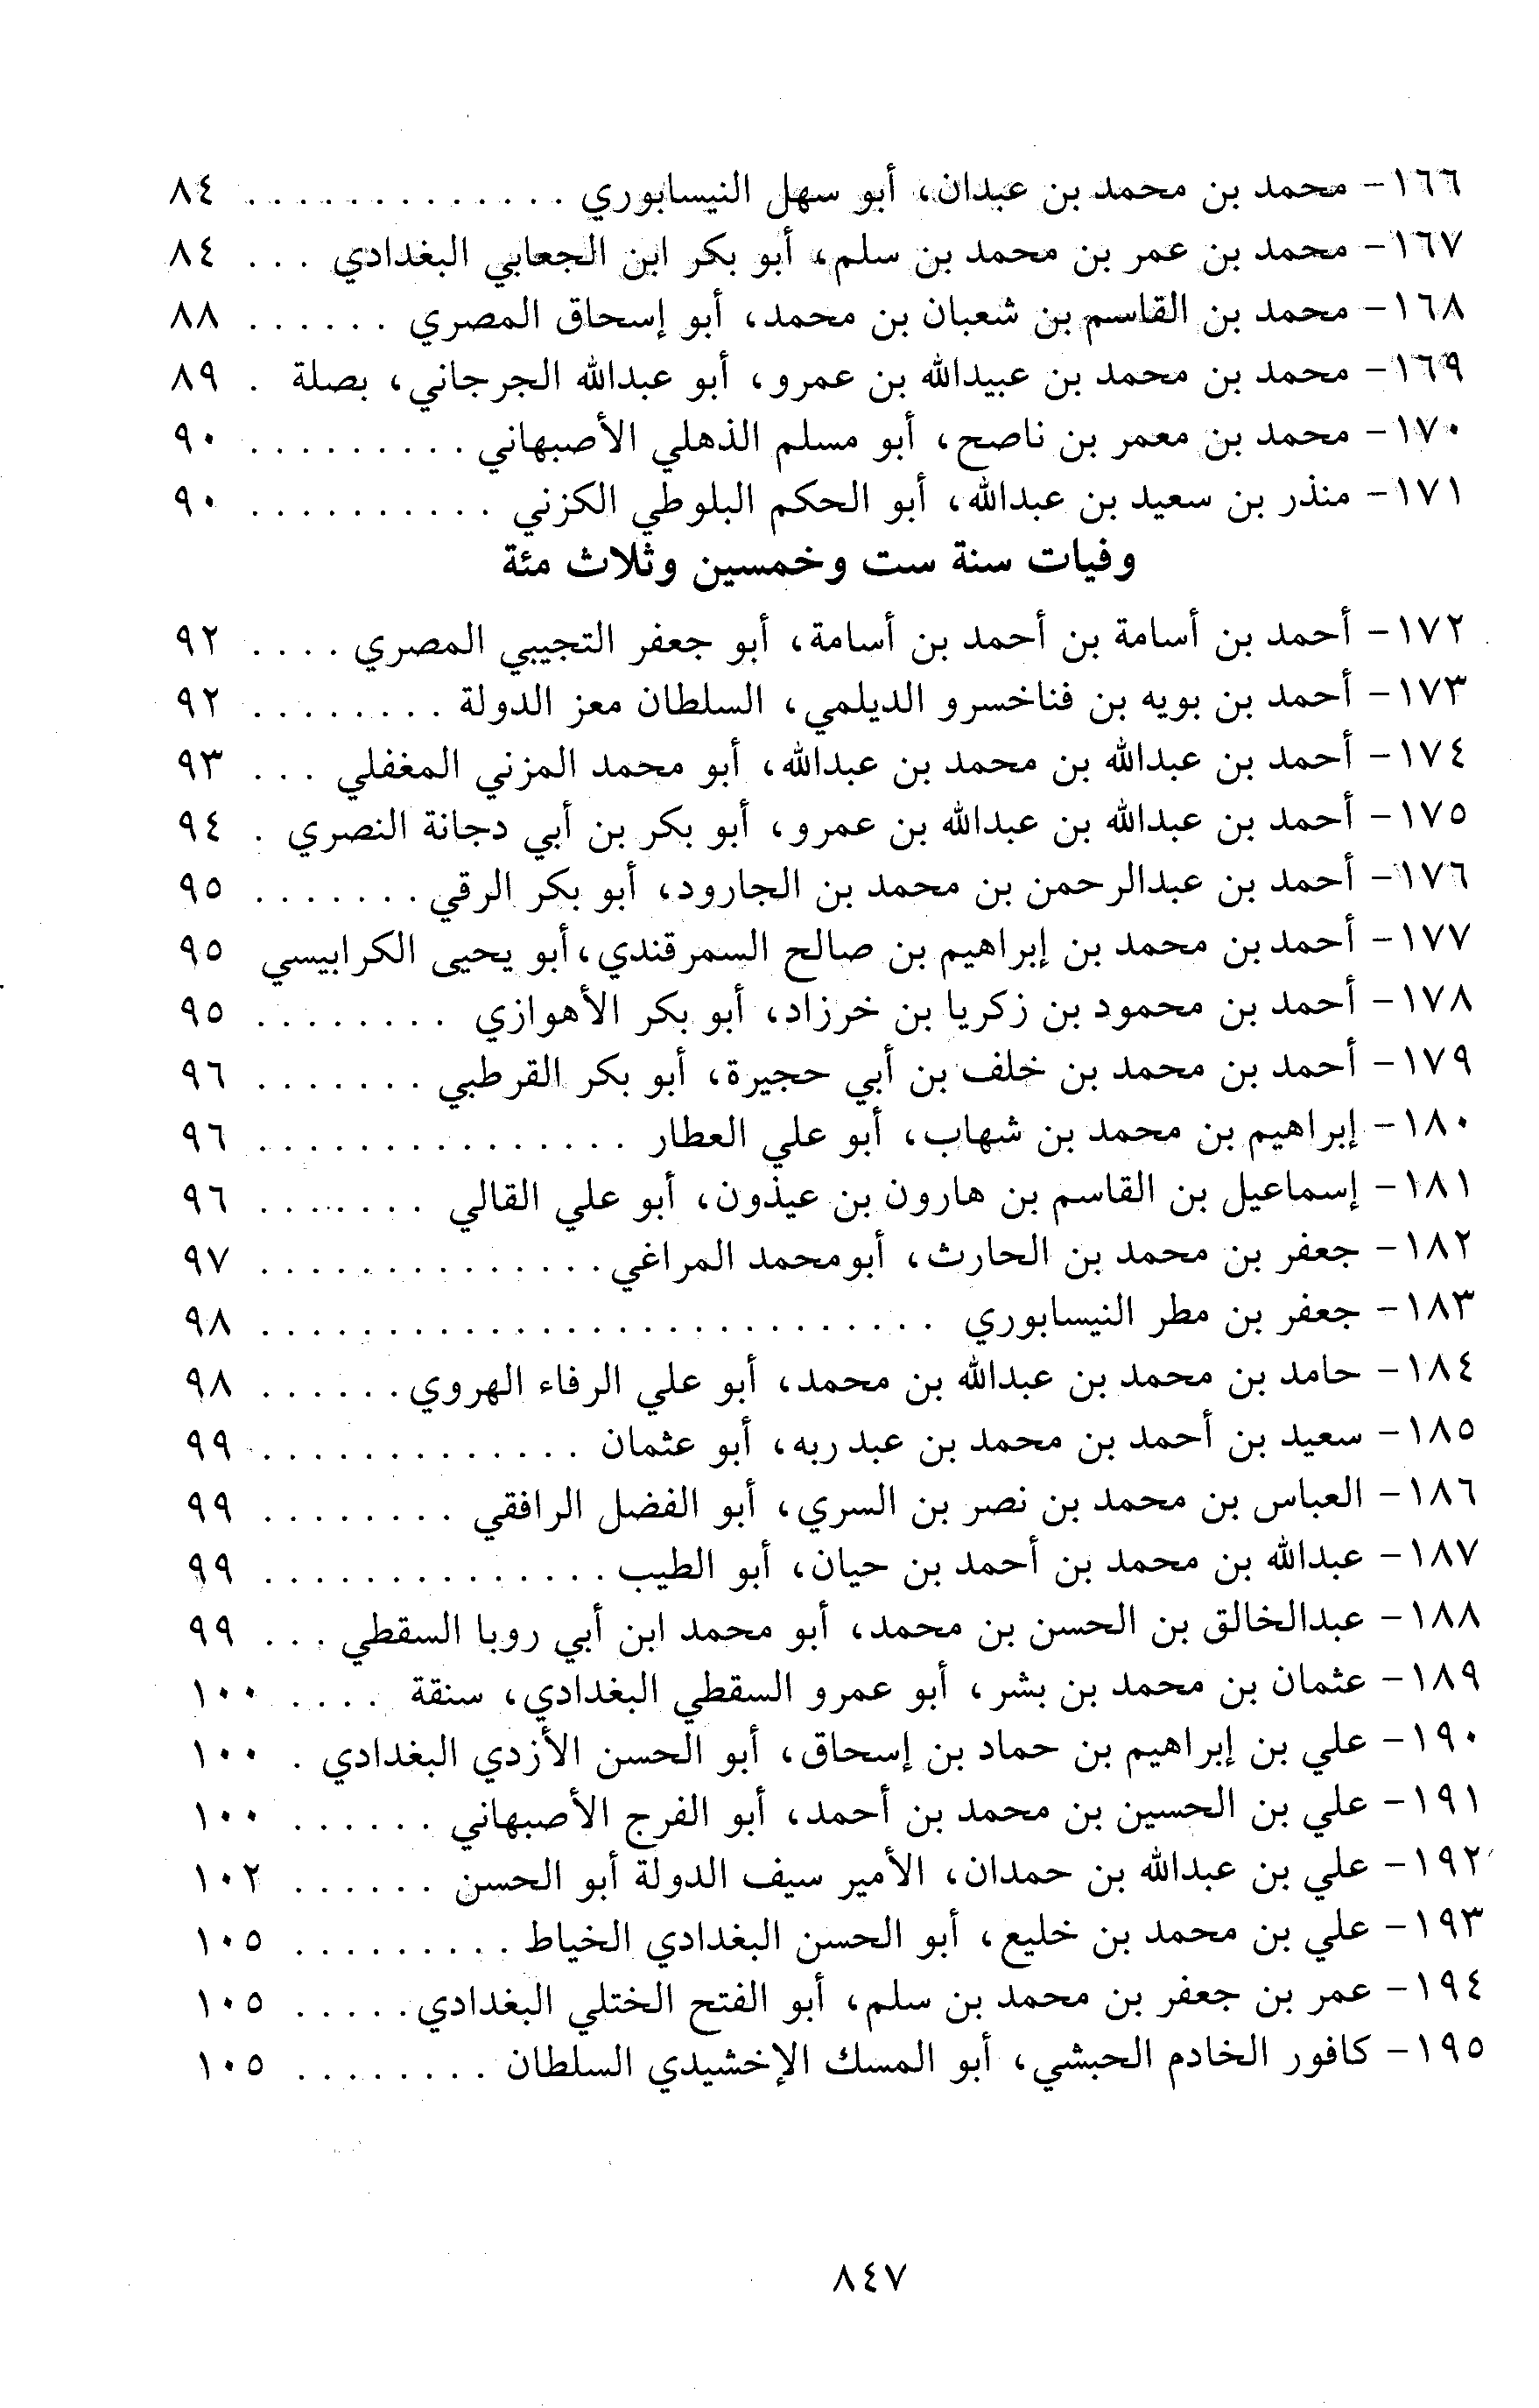 ١٦٦- محمد بن محمد بن عبدان، أبو سهل النيسابوري . . . . . . . . . . . . . ٨٤
١٦٧- محمد بن عمر بن محمد بن سلم، أبو بكر ابن الجعابي البغدادي . . . ٨٤
١٦٨- محمد بن القاسم بن شعبان بن محمد، أبو إسحاق المصري . . . . . . ٨٨
١٦٩- محمد بن محمد بن عبيدالله بن عمرو، أبو عبدالله الجرجاني، بصلة . ٨٩
١٧٠- محمد بن معمر بن ناصح، أبو مسلم الذهلي الأصبهاني . . . . . . . . . ٩٠
١٧١- منذر بن سعيد بن عبدالله، أبو الحكم البلوطي الكزني . . . . . . . . . . ٩٠
وفيات سنة ست وخمسين وثلاث مئة
١٧٢- أحمد بن أسامة بن أحمد بن أسامة، أبو جعفر التجيبي المصري . . . . ٩٢
١٧٣- أحمد بن بويه بن فناخسرو الديلمي، السلطان معز الدولة . . . . . . . . ٩٢
١٧٤- أحمد بن عبدالله بن محمد بن عبدالله، أبو محمد المزني المغفلي . . . ٩٣
١٧٥- أحمد بن عبدالله بن عبدالله بن عمرو، أبو بكر بن أبي دجانة النصري . ٩٤
١٧٦- أحمد بن عبدالرحمن بن محمد بن الجارود، أبو بكر الرقي . . . . . . . ٩٥
١٧٧- أحمد بن محمد بن إبراهيم بن صالح السمرقندي، أبو يحيى الكرابيسي ٩٥
١٧٨- أحمد بن محمود بن زكريا بن خرزاد، أبو بكر الأهوازي . . . . . . . . ٩٥
١٧٩- أحمد بن محمد بن خلف بن أبي حجيرة، أبو بكر القرطبي . . . . . . . ٩٦
١٨٠- إبراهيم بن محمد بن شهاب، أبو علي العطار . . . . . . . . . . . . . . . ٩٦
١٨١- إسماعيل بن القاسم بن هارون بن عيذون، أبو علي القالي . . . . . . . ٩٦
١٨٢- جعفر بن محمد بن الحارث، أبومحمد المراغي . . . . . . . . . . . . . . ٩٧
١٨٣- جعفر بن مطر النيسابوري . . . . . . . . . . . . . . . . . . . . . . . . . . . ٩٨
١٨٤- حامد بن محمد بن عبدالله بن محمد، أبو علي الرفاء الهروي . . . . . . ٩٨
١٨٥- سعيد بن أحمد بن محمد بن عبد ربه، أبو عثمان . . . . . . . . . . . . . ٩٩
١٨٦- العباس بن محمد بن نصر بن السري، أبو الفضل الرافقي . . . . . . . . ٩٩
١٨٧- عبدالله بن محمد بن أحمد بن حيان، أبو الطيب . . . . . . . . . . . . . . ٩٩
١٨٨- عبدالخالق بن الحسن بن محمد، أبو محمد ابن أبي روبا السقطي . . . ٩٩
١٨٩- عثمان بن محمد بن بشر، أبو عمرو السقطي البغدادي، سنقة . . . . ١٠٠
١٩٠- علي بن إبراهيم بن حماد بن إسحاق، أبو الحسن الأزدي البغدادي . ١٠٠
١٩١- علي بن الحسين بن محمد بن أحمد، أبو الفرج الأصبهاني . . . . . . ١٠٠
١٩٢- علي بن عبدالله بن حمدان، الأمير سيف الدولة أبو الحسن . . . . . . ١٠٢
١٩٣- علي بن محمد بن خليع، أبو الحسن البغدادي الخياط . . . . . . . . . ١٠٥
١٩٤- عمر بن جعفر بن محمد بن سلم، أبو الفتح الختلي البغدادي . . . . . ١٠٥
١٩٥- كافور الخادم الحبشي، أبو المسك الإخشيدي السلطان . . . . . . . . ١٠٥
٨٤٧